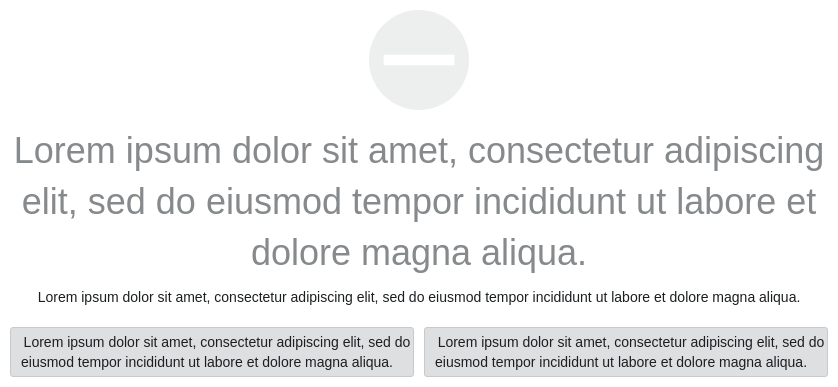 Lorem ipsum dolor sit amet, consectetur adipiscing
elit, sed do eiusmod tempor incididunt ut labore et
dolore magna aliqua.
Lorem ipsum dolor sit amet, consectetur adipiscing elit, sed do eiusmod tempor incididunt ut labore et dolore magna aliqua.
Lorem ipsum dolor sit amet, consectetur adipiscing elit, sed do
eiusmod tempor incididunt ut labore et dolore magna aliqua.
Lorem ipsum dolor sit amet, consectetur adipiscing elit, sed do
eiusmod tempor incididunt ut labore et dolore magna aliqua.